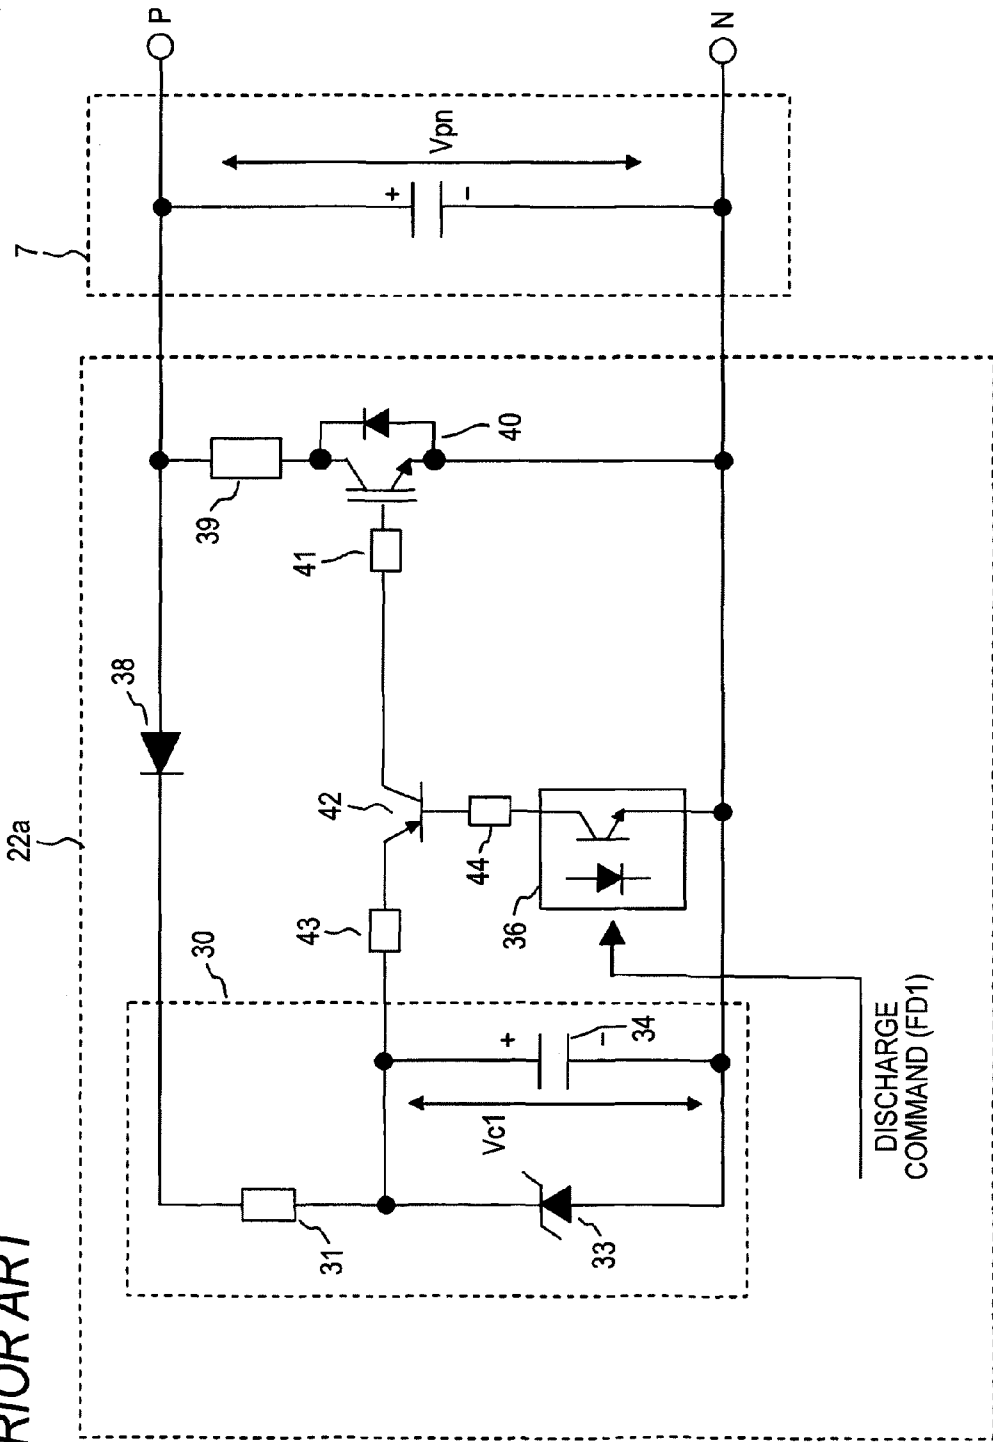 RIOR ART
22a
7
P
38
39
40
Vpn
+
-
41
30
43
42
44
36
31
33
Vc1
+
-
34
DISCHARGE
COMMAND (FD1)
N